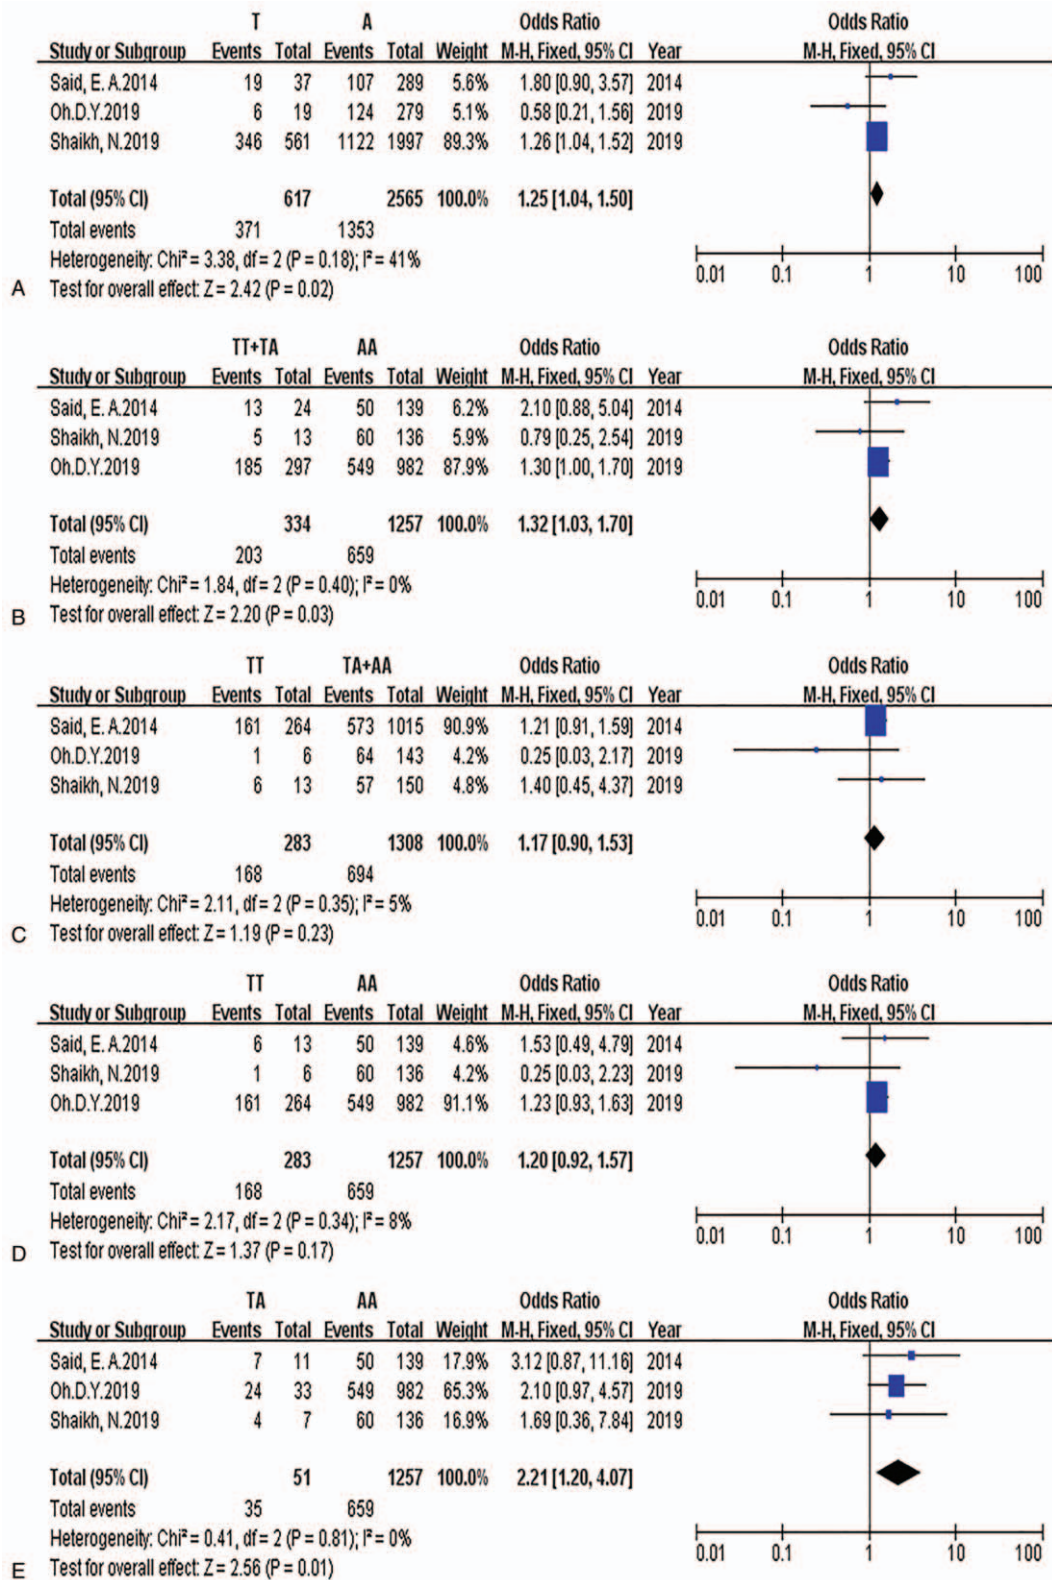 T A Odds Ratio Odds Ratio
Study or Subgroup Events Total Events Total Weight M-H, Fixed, 95% CI Year M-H, Fixed, 95% CI
Said, E. A.2014 19 37 107 289 5.6% 1.80 [0.90, 3.57] 2014
Oh.D.Y.2019 6 19 124 279 5.1% 0.58 [0.21, 1.56] 2019
Shaikh, N.2019 346 561 1122 1997 89.3% 1.26 [1.04, 1.52] 2019
Total (95% CI) 617 2565 100.0% 1.25 [1.04, 1.50]
Total events 371 1353
Heterogeneity: Chi² = 3.38, df = 2 (P = 0.18); I² = 41%
0.01 0.1 1 10 100
A Test for overall effect: Z = 2.42 (P = 0.02)
TT+TA AA Odds Ratio Odds Ratio
Study or Subgroup Events Total Events Total Weight M-H, Fixed, 95% CI Year M-H, Fixed, 95% CI
Said, E. A.2014 13 24 50 139 6.2% 2.10 [0.88, 5.04] 2014
Shaikh, N.2019 5 13 60 136 5.9% 0.79 [0.25, 2.54] 2019
Oh.D.Y.2019 185 297 549 982 87.9% 1.30 [1.00, 1.70] 2019
Total (95% CI) 334 1257 100.0% 1.32 [1.03, 1.70]
Total events 203 659
Heterogeneity: Chi² = 1.84, df = 2 (P = 0.40); I² = 0%
0.01 0.1 1 10 100
B Test for overall effect: Z = 2.20 (P = 0.03)
TT TA+AA Odds Ratio Odds Ratio
Study or Subgroup Events Total Events Total Weight M-H, Fixed, 95% CI Year M-H, Fixed, 95% CI
Said, E. A.2014 161 264 573 1015 90.9% 1.21 [0.91, 1.59] 2014
Oh.D.Y.2019 1 6 64 143 4.2% 0.25 [0.03, 2.17] 2019
Shaikh, N.2019 6 13 57 150 4.8% 1.40 [0.45, 4.37] 2019
Total (95% CI) 283 1308 100.0% 1.17 [0.90, 1.53]
Total events 168 694
Heterogeneity: Chi² = 2.11, df = 2 (P = 0.35); I² = 5%
0.01 0.1 1 10 100
C Test for overall effect: Z = 1.19 (P = 0.23)
TT AA Odds Ratio Odds Ratio
Study or Subgroup Events Total Events Total Weight M-H, Fixed, 95% CI Year M-H, Fixed, 95% CI
Said, E. A.2014 6 13 50 139 4.6% 1.53 [0.49, 4.79] 2014
Shaikh, N.2019 1 6 60 136 4.2% 0.25 [0.03, 2.23] 2019
Oh.D.Y.2019 161 264 549 982 91.1% 1.23 [0.93, 1.63] 2019
Total (95% CI) 283 1257 100.0% 1.20 [0.92, 1.57]
Total events 168 659
Heterogeneity: Chi² = 2.17, df = 2 (P = 0.34); I² = 8%
0.01 0.1 1 10 100
D Test for overall effect: Z = 1.37 (P = 0.17)
TA AA Odds Ratio Odds Ratio
Study or Subgroup Events Total Events Total Weight M-H, Fixed, 95% CI Year M-H, Fixed, 95% CI
Said, E. A.2014 7 11 50 139 17.9% 3.12 [0.87, 11.16] 2014
Oh.D.Y.2019 24 33 549 982 65.3% 2.10 [0.97, 4.57] 2019
Shaikh, N.2019 4 7 60 136 16.9% 1.69 [0.36, 7.84] 2019
Total (95% CI) 51 1257 100.0% 2.21 [1.20, 4.07]
Total events 35 659
Heterogeneity: Chi² = 0.41, df = 2 (P = 0.81); I² = 0%
0.01 0.1 1 10 100
E Test for overall effect: Z = 2.56 (P = 0.01)